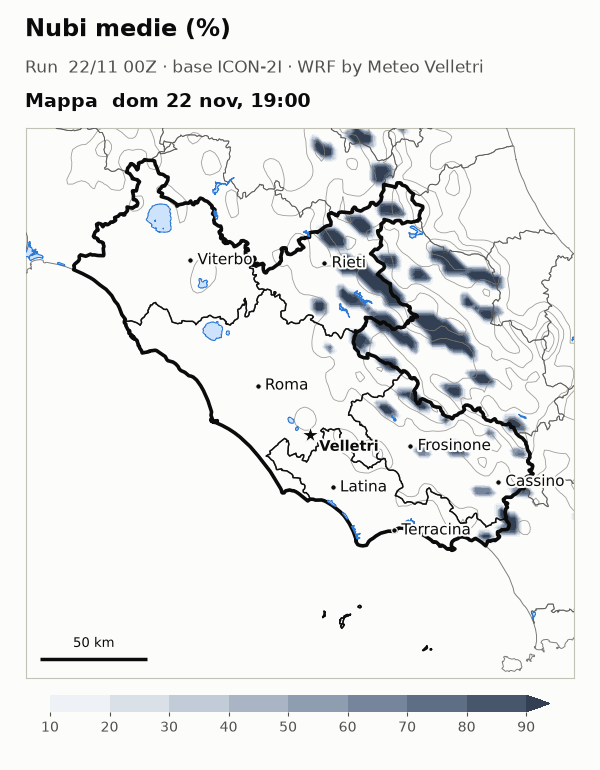 Nubi medie (%)
Run  22/11 00Z · base ICON-2I · WRF by Meteo Velletri
Mappa  dom 22 nov, 19:00
Viterbo
Rieti
Roma
Velletri
Frosinone
Cassino
Latina
Terracina
50 km
10 20 30 40 50 60 70 80 90